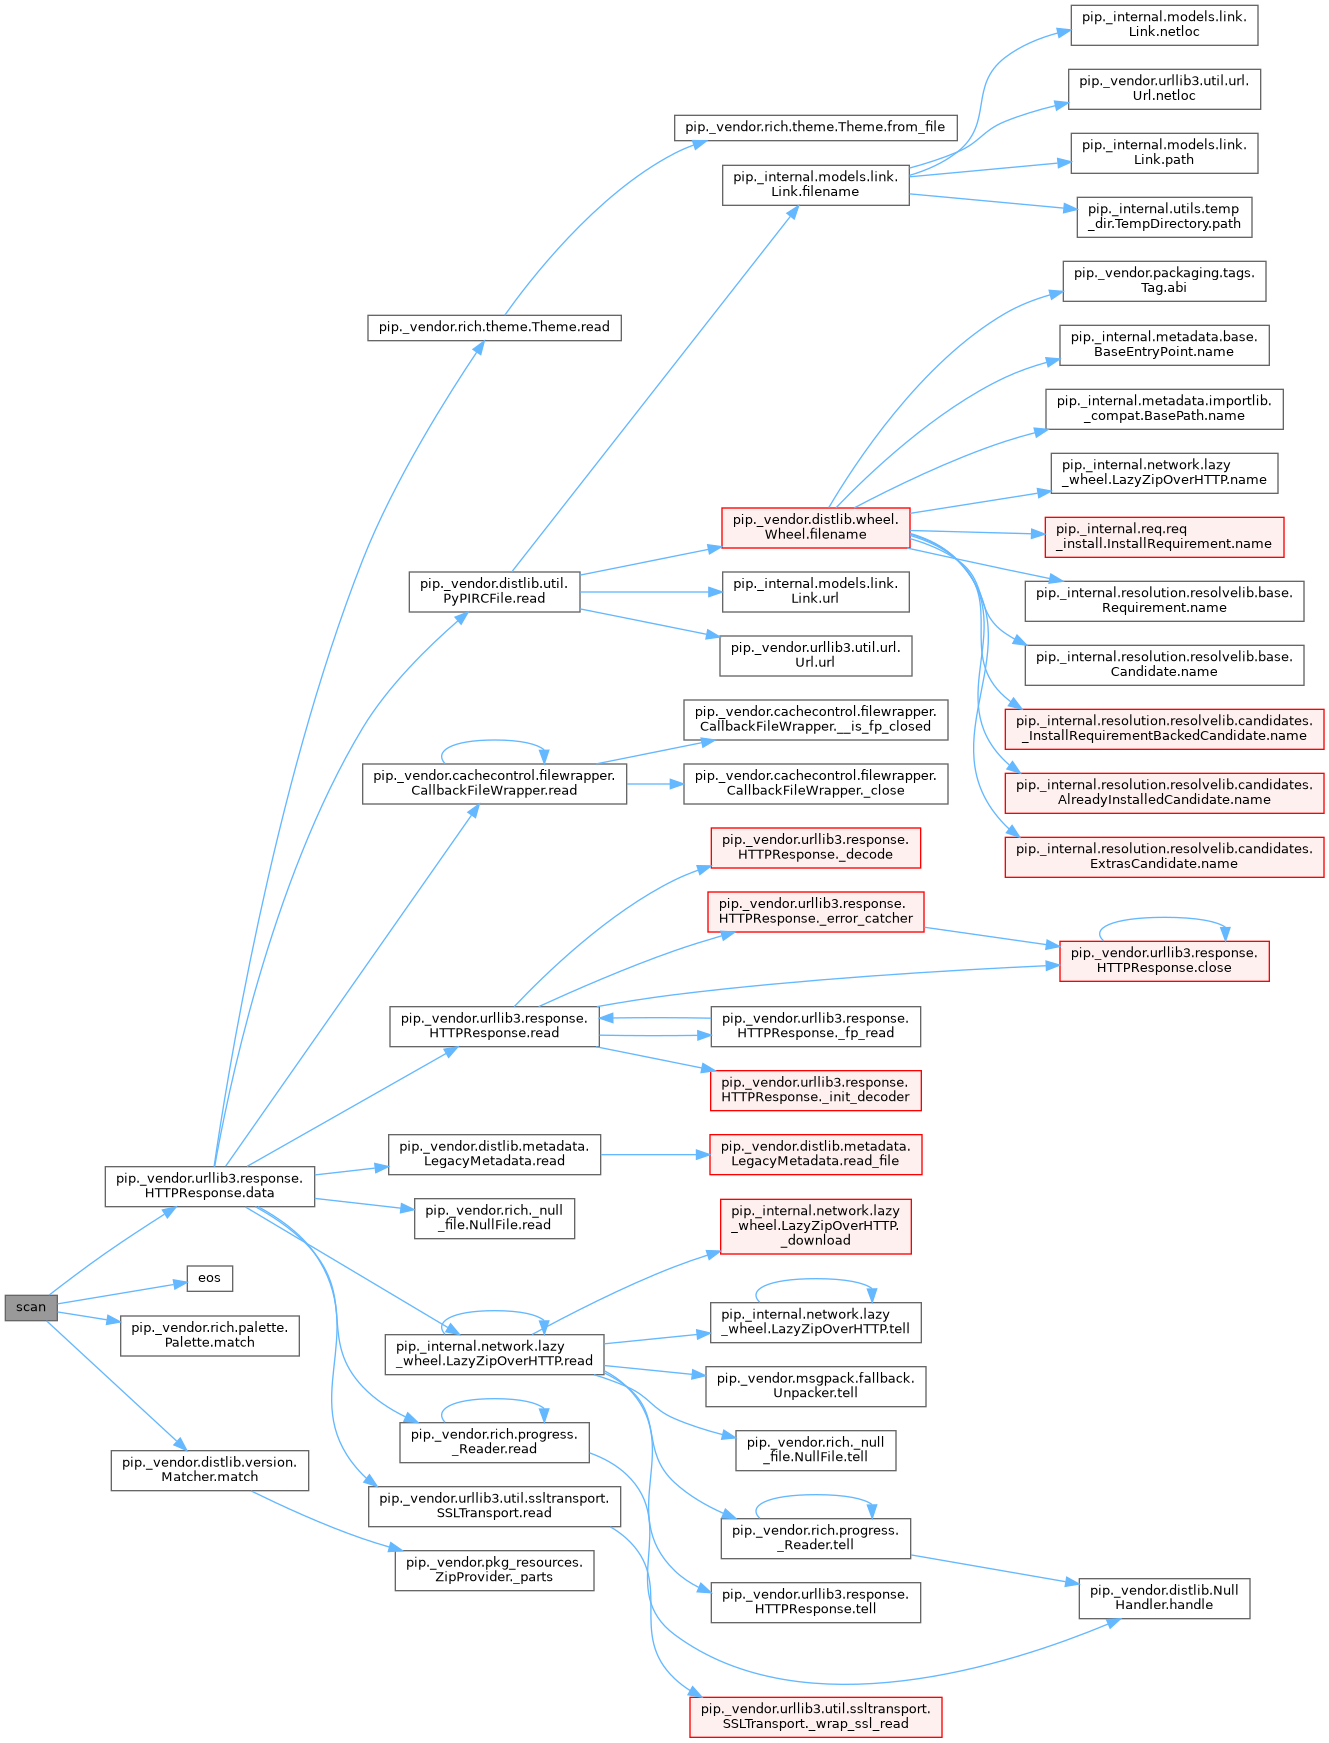 pip._internal.models.link.
Link.netloc
pip._vendor.urllib3.util.url.
Url.netloc
pip._vendor.rich.theme.Theme.from_file
pip._internal.models.link.
Link.path
pip._internal.models.link.
Link.filename
pip._internal.utils.temp
_dir.TempDirectory.path
pip._vendor.packaging.tags.
Tag.abi
pip._vendor.rich.theme.Theme.read
pip._internal.metadata.base.
BaseEntryPoint.name
pip._internal.metadata.importlib.
_compat.BasePath.name
pip._internal.network.lazy
_wheel.LazyZipOverHTTP.name
pip._vendor.distlib.wheel.
Wheel.filename
pip._internal.req.req
_install.InstallRequirement.name
pip._vendor.distlib.util.
PyPIRCFile.read
pip._internal.models.link.
Link.url
pip._internal.resolution.resolvelib.base.
Requirement.name
pip._vendor.urllib3.util.url.
Url.url
pip._internal.resolution.resolvelib.base.
Candidate.name
pip._vendor.cachecontrol.filewrapper.
CallbackFileWrapper.__is_fp_closed
pip._internal.resolution.resolvelib.candidates.
_InstallRequirementBackedCandidate.name
pip._vendor.cachecontrol.filewrapper.
CallbackFileWrapper.read
pip._vendor.cachecontrol.filewrapper.
CallbackFileWrapper._close
pip._internal.resolution.resolvelib.candidates.
AlreadyInstalledCandidate.name
pip._vendor.urllib3.response.
HTTPResponse._decode
pip._internal.resolution.resolvelib.candidates.
ExtrasCandidate.name
pip._vendor.urllib3.response.
HTTPResponse._error_catcher
pip._vendor.urllib3.response.
HTTPResponse.close
pip._vendor.urllib3.response.
HTTPResponse.read
pip._vendor.urllib3.response.
HTTPResponse._fp_read
pip._vendor.urllib3.response.
HTTPResponse._init_decoder
pip._vendor.distlib.metadata.
LegacyMetadata.read
pip._vendor.distlib.metadata.
LegacyMetadata.read_file
pip._vendor.urllib3.response.
HTTPResponse.data
pip._vendor.rich._null
_file.NullFile.read
pip._internal.network.lazy
_wheel.LazyZipOverHTTP.
_download
eos
scan
pip._vendor.rich.palette.
Palette.match
pip._internal.network.lazy
_wheel.LazyZipOverHTTP.read
pip._internal.network.lazy
_wheel.LazyZipOverHTTP.tell
pip._vendor.msgpack.fallback.
Unpacker.tell
pip._vendor.rich.progress.
_Reader.read
pip._vendor.rich._null
_file.NullFile.tell
pip._vendor.distlib.version.
Matcher.match
pip._vendor.urllib3.util.ssltransport.
SSLTransport.read
pip._vendor.rich.progress.
_Reader.tell
pip._vendor.pkg_resources.
ZipProvider._parts
pip._vendor.urllib3.response.
HTTPResponse.tell
pip._vendor.distlib.Null
Handler.handle
pip._vendor.urllib3.util.ssltransport.
SSLTransport._wrap_ssl_read